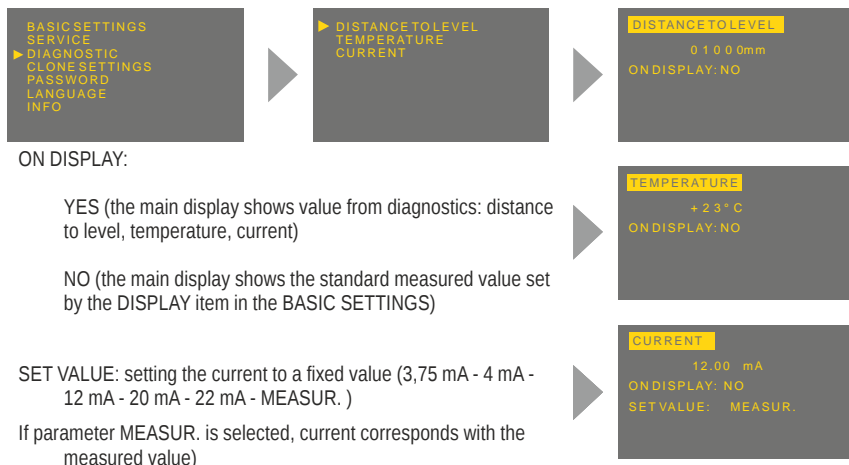 BASIC SETTINGS
SERVICE
DIAGNOSTIC
CLONE SETTINGS
PASSWORD
LANGUAGE
INFO
DISTANCE TO LEVEL
TEMPERATURE
CURRENT
DISTANCE TO LEVEL
01000mm
ON DISPLAY: NO
ON DISPLAY:
YES (the main display shows value from diagnostics: distance
to level, temperature, current)
NO (the main display shows the standard measured value set
by the DISPLAY item in the BASIC SETTINGS)
TEMPERATURE
+23°C
ON DISPLAY: NO
SET VALUE: setting the current to a fixed value (3,75 mA - 4 mA -
12 mA - 20 mA - 22 mA - MEASUR. )
If parameter MEASUR. is selected, current corresponds with the
measured value)
CURRENT
12.00 mA
ON DISPLAY: NO
SET VALUE: MEASUR.